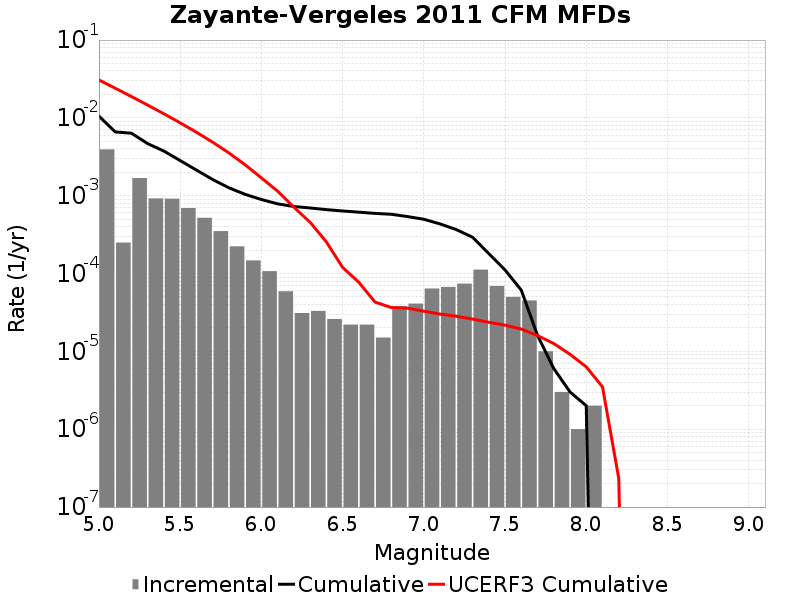 Zayante-Vergeles 2011 CFM MFDs
10-1
10-2
10-3
10-4
10-5
10-6
10-7
Rate (1/yr)
5.0 5.5 6.0 6.5 7.0 7.5 8.0 8.5 9.0
Magnitude
Incremental Cumulative UCERF3 Cumulative